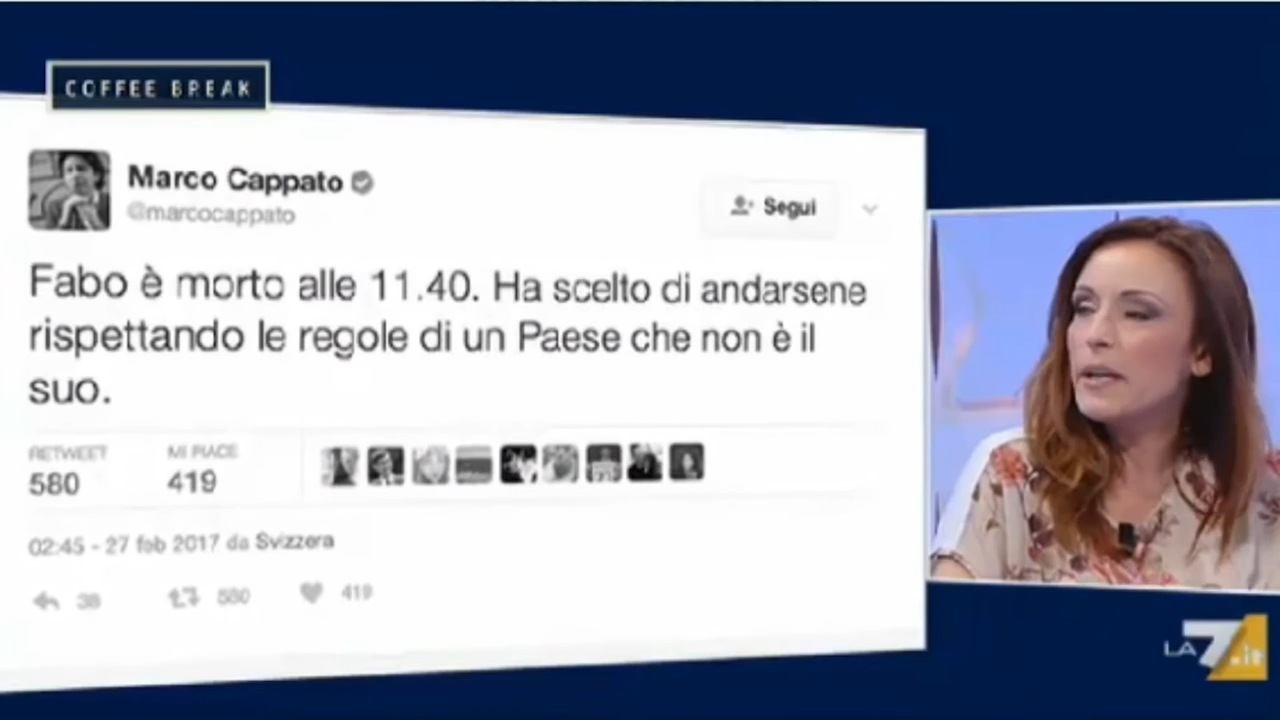 COFFEE BREAK
Marco Cappato
@marcocappato
Segui
Fabo è morto alle 11.40. Ha scelto di andarsene
rispettando le regole di un Paese che non è il
suo.
RETWEET
MI PIACE
580
419
02:45 - 27 feb 2017 da Svizzera
38
580
419
LA7.it